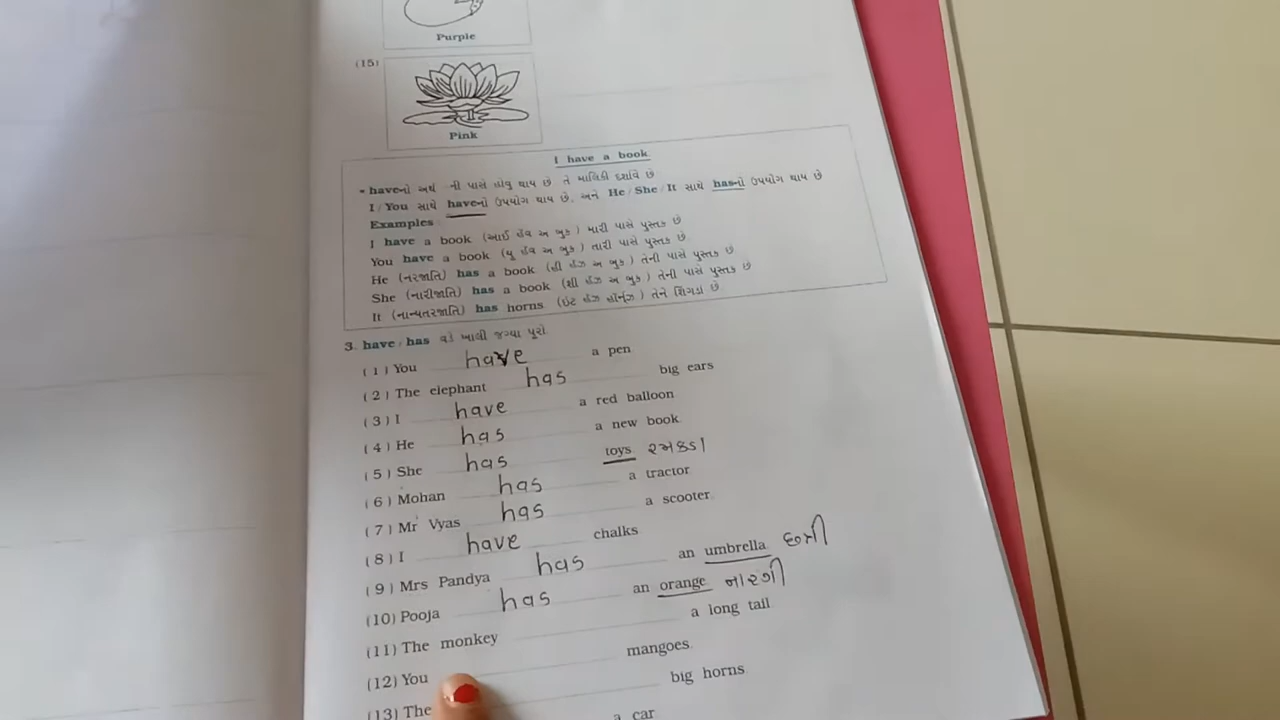 Purple
(15)
Pink
I have a book
• haveનો અર્થ ની પાસે હોવુ થાય છે તે માલિકી દર્શાવે છે
I / You સાથે haveનો ઉપયોગ થાય છે. અને He / She / It સાથે hasનો ઉપયોગ થાય છે
Examples
I have a book (આઈ હેવ અ બુક) મારી પાસે પુસ્તક છે
You have a book (યુ હેવ અ બુક) તારી પાસે પુસ્તક છે
He (નરજાતિ) has a book (હી હેઝ અ બુક) તેની પાસે પુસ્તક છે
She (નારીજાતિ) has a book (શી હેઝ અ બુક) તેની પાસે પુસ્તક છે
It (નાન્યતરજાતિ) has horns (ઇટ હેઝ હૉર્નઝ) તેને શિંગડાં છે
3. have / has વડે ખાલી જગ્યા પૂરો.
(1) You have a pen
(2) The elephant has big ears
(3) I have a red balloon
(4) He has a new book
(5) She has toys રમકડા
(6) Mohan has a tractor
(7) Mr Vyas has a scooter
(8) I have chalks
(9) Mrs Pandya has an umbrella છત્રી
(10) Pooja has an orange નારંગી
(11) The monkey a long tail
(12) You mangoes
(13) The big horns
a car